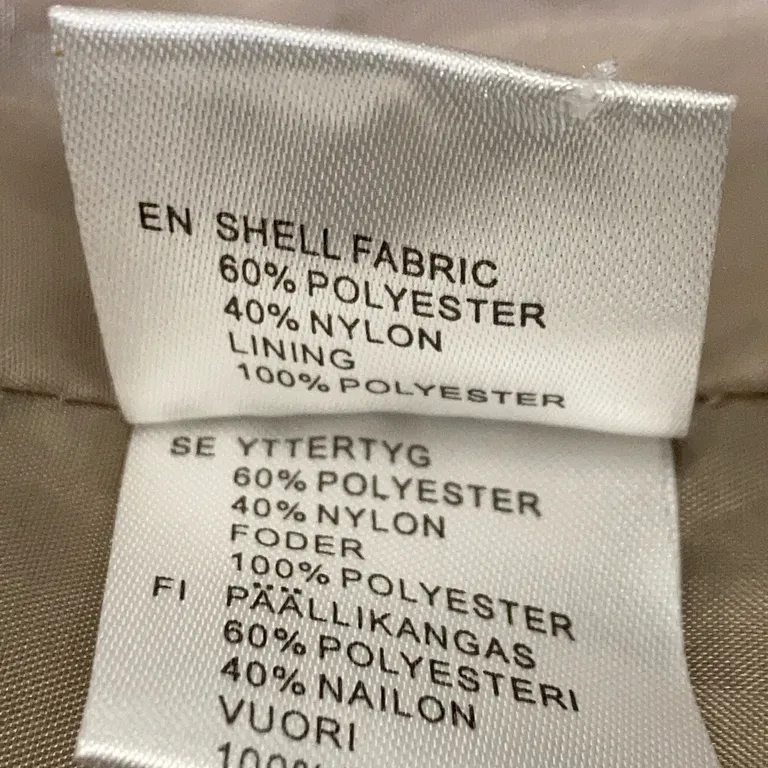 EN SHELL FABRIC
60% POLYESTER
40% NYLON
LINING
100% POLYESTER
SE YTTERTYG
60% POLYESTER
40% NYLON
FODER
100% POLYESTER
FI PÄÄLLIKANGAS
60% POLYESTERI
40% NAILON
VUORI
100%